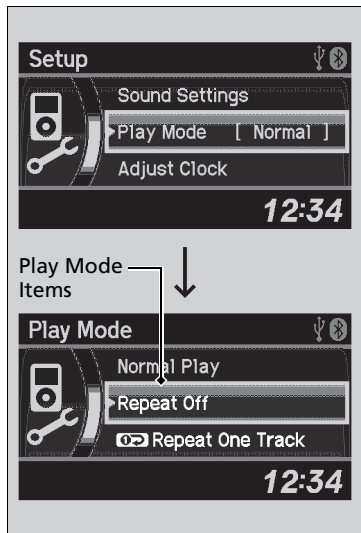 Setup
Sound Settings
Play Mode [ Normal ]
Adjust Clock
12:34
Play Mode
Items
Play Mode
Normal Play
Repeat Off
Repeat One Track
12:34